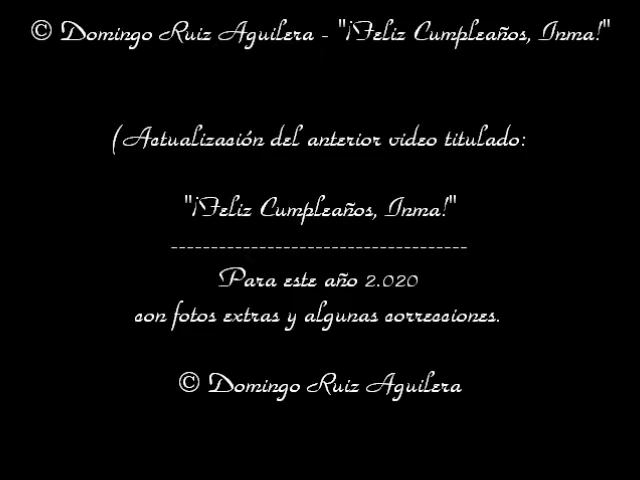 © Domingo Ruiz Aguilera - "¡Feliz Cumpleaños, Inma!"
(Actualización del anterior video titulado:
"¡Feliz Cumpleaños, Inma!"
-------------------------------------
Para este año 2.020
con fotos extras y algunas correcciones.
© Domingo Ruiz Aguilera